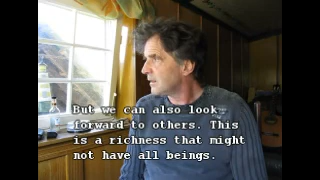 But we can also look
forward to others. This
is a richness that might
not have all beings.